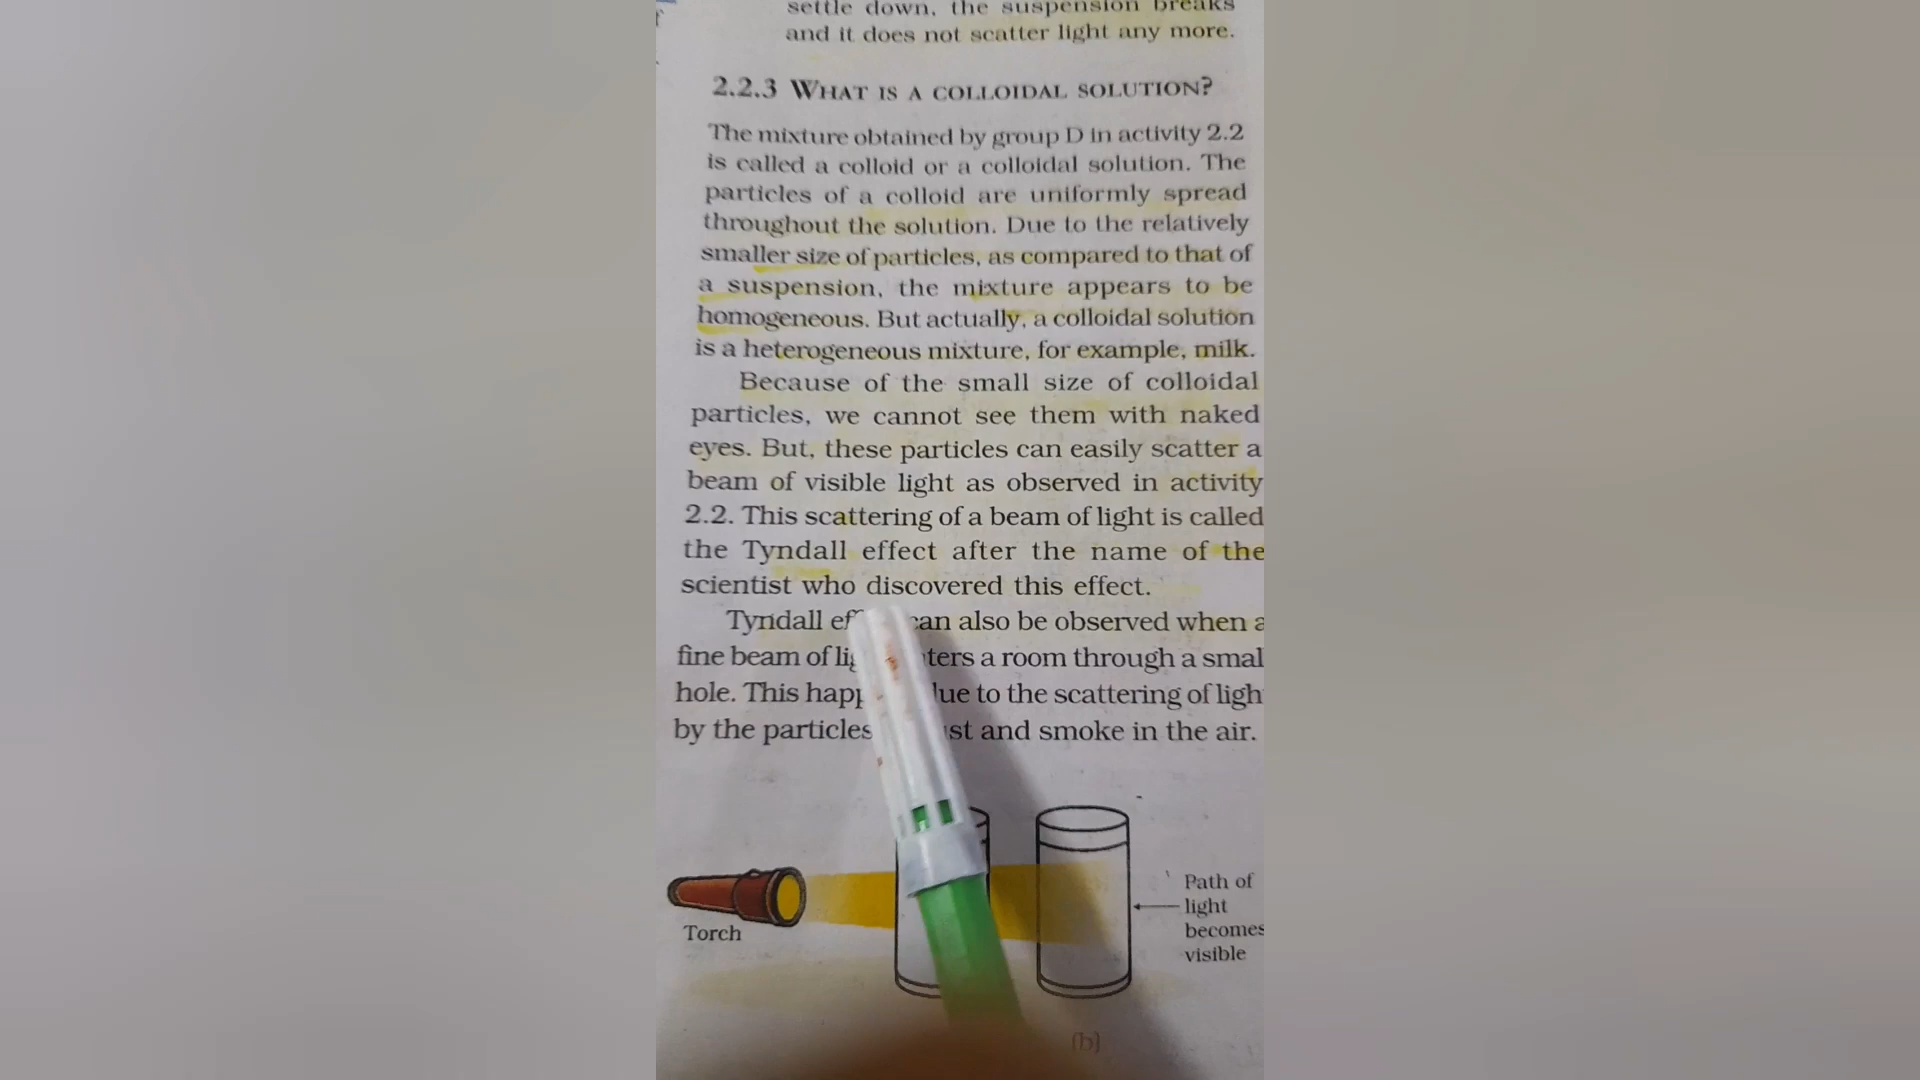 settle down, the suspension breaks
and it does not scatter light any more.
2.2.3 WHAT IS A COLLOIDAL SOLUTION?
The mixture obtained by group D in activity 2.2
is called a colloid or a colloidal solution. The
particles of a colloid are uniformly spread
throughout the solution. Due to the relatively
smaller size of particles, as compared to that of
a suspension, the mixture appears to be
homogeneous. But actually, a colloidal solution
is a heterogeneous mixture, for example, milk.
Because of the small size of colloidal
particles, we cannot see them with naked
eyes. But, these particles can easily scatter a
beam of visible light as observed in activity
2.2. This scattering of a beam of light is called
the Tyndall effect after the name of the
scientist who discovered this effect.
Tyndall can also be observed when a
fine beam of a room through a smal
hole. This to the scattering of ligh
by the particles and smoke in the air.
Torch
Path of
light
becomes
visible
(b)